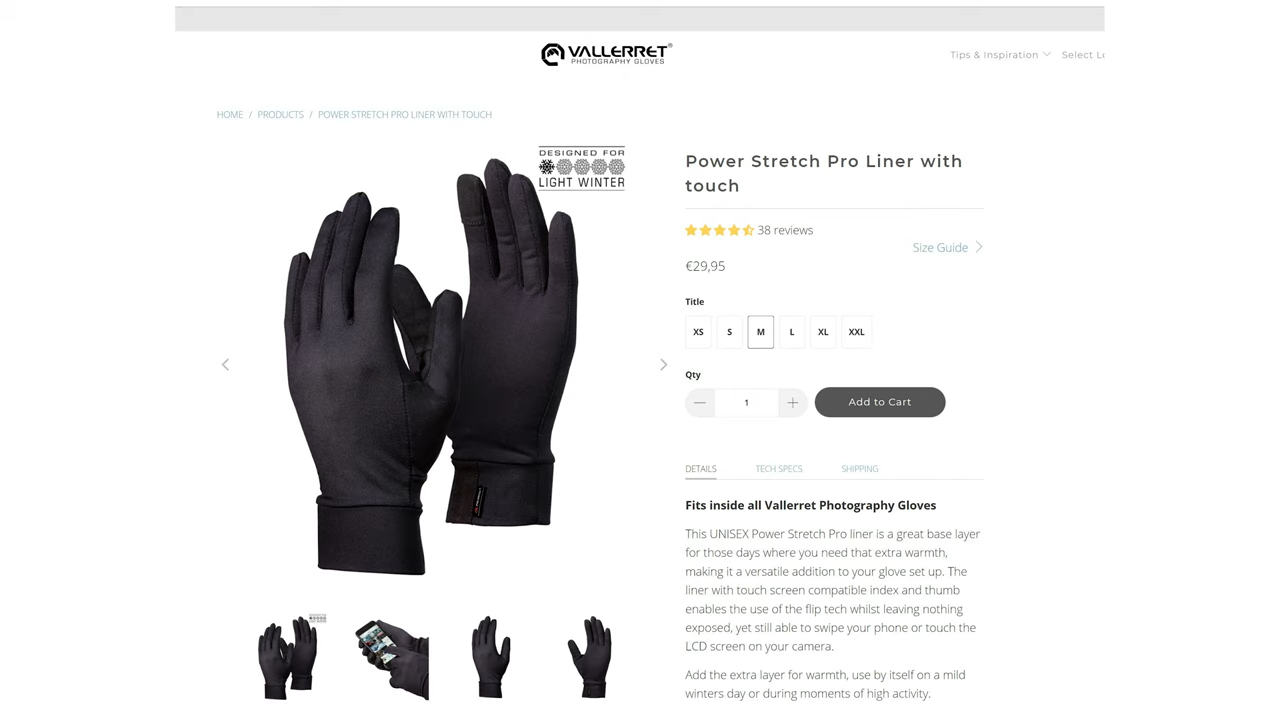 VALLERRET®
PHOTOGRAPHY GLOVES
Tips & Inspiration
Select Lo
HOME / PRODUCTS / POWER STRETCH PRO LINER WITH TOUCH
DESIGNED FOR
LIGHT WINTER
Power Stretch Pro Liner with
touch
38 reviews
Size Guide
€29,95
Title
XS S M L XL XXL
Qty
1
Add to Cart
DETAILS TECH SPECS SHIPPING
Fits inside all Vallerret Photography Gloves
This UNISEX Power Stretch Pro liner is a great base layer
for those days where you need that extra warmth,
making it a versatile addition to your glove set up. The
liner with touch screen compatible index and thumb
enables the use of the flip tech whilst leaving nothing
exposed, yet still able to swipe your phone or touch the
LCD screen on your camera.
Add the extra layer for warmth, use by itself on a mild
winters day or during moments of high activity.